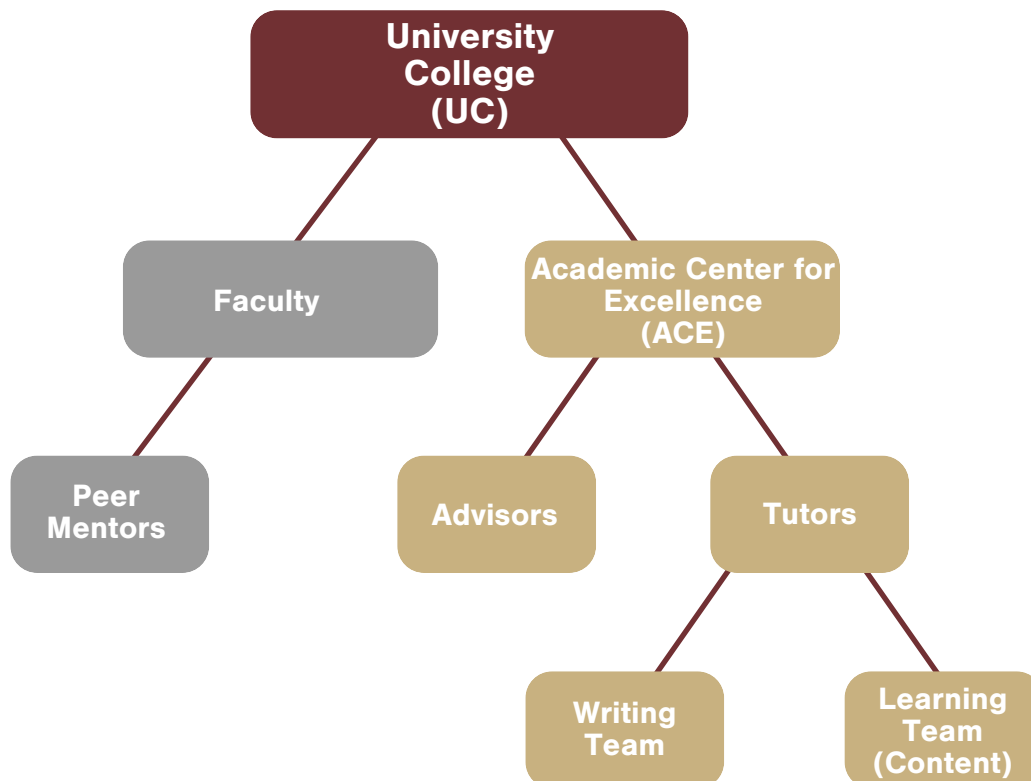 University
College
(UC)
Faculty
Academic Center for
Excellence
(ACE)
Peer
Mentors
Advisors
Tutors
Writing
Team
Learning
Team
(Content)